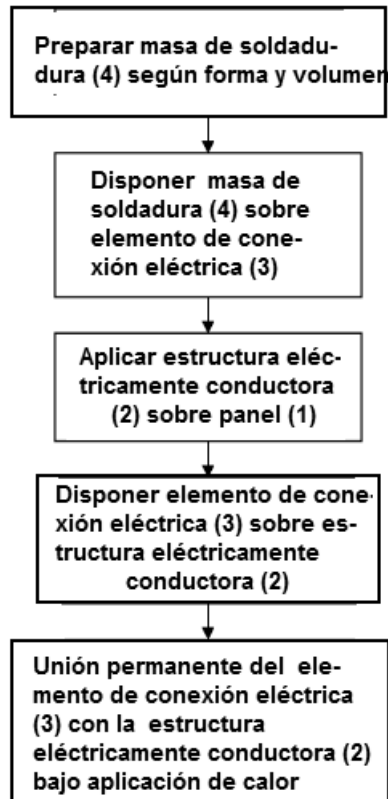 Preparar masa de soldadu-
dura (4) según forma y volumen
Disponer masa de
soldadura (4) sobre
elemento de cone-
xión eléctrica (3)
Aplicar estructura eléc-
tricamente conductora
(2) sobre panel (1)
Disponer elemento de cone-
xión eléctrica (3) sobre es-
tructura eléctricamente
conductora (2)
Unión permanente del ele-
mento de conexión eléctrica
(3) con la estructura
eléctricamente conductora (2)
bajo aplicación de calor